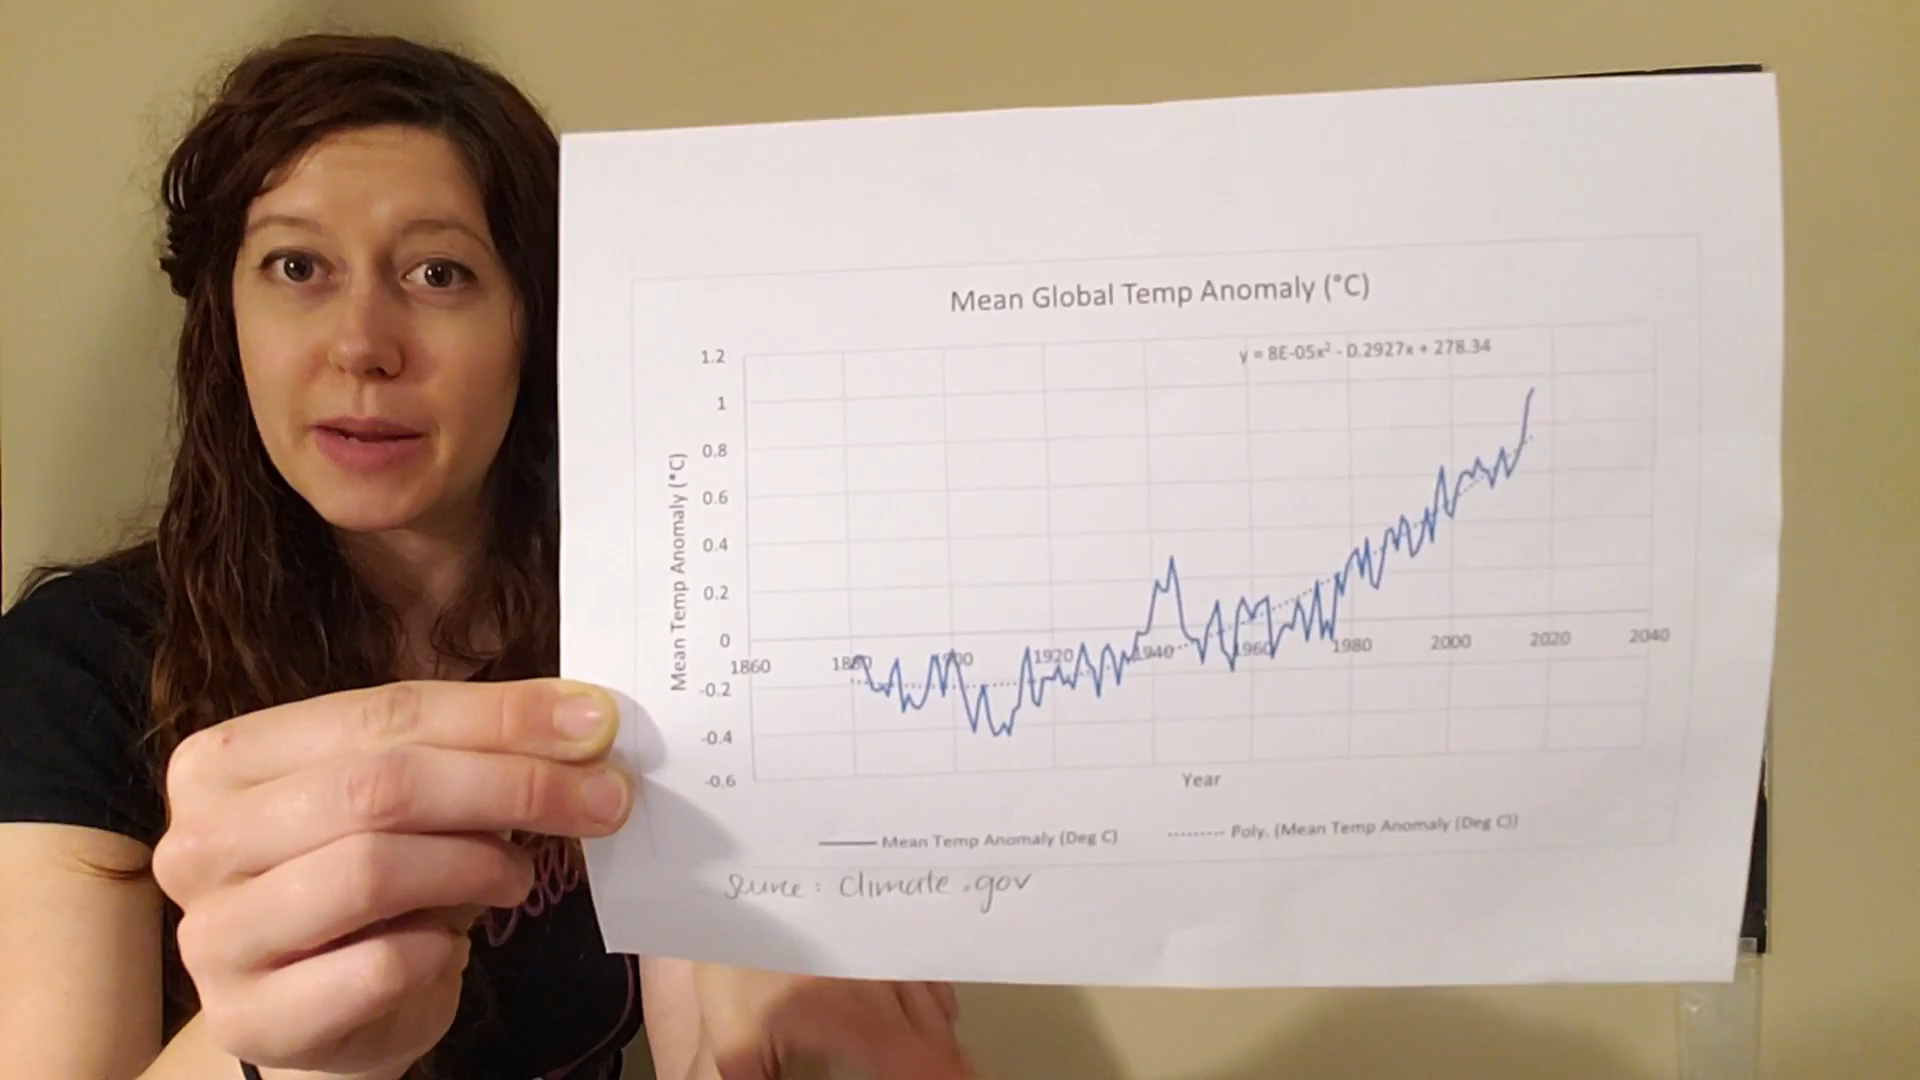 Mean Global Temp Anomaly (°C)
y = 8E-05x² - 0.2927x + 278.34
1.2
1
0.8
0.6
0.4
0.2
0
-0.2
-0.4
-0.6
Mean Temp Anomaly (°C)
1860 1880 1900 1920 1940 1960 1980 2000 2020 2040
Year
Mean Temp Anomaly (Deg C) Poly. (Mean Temp Anomaly (Deg C))
Source: climate.gov